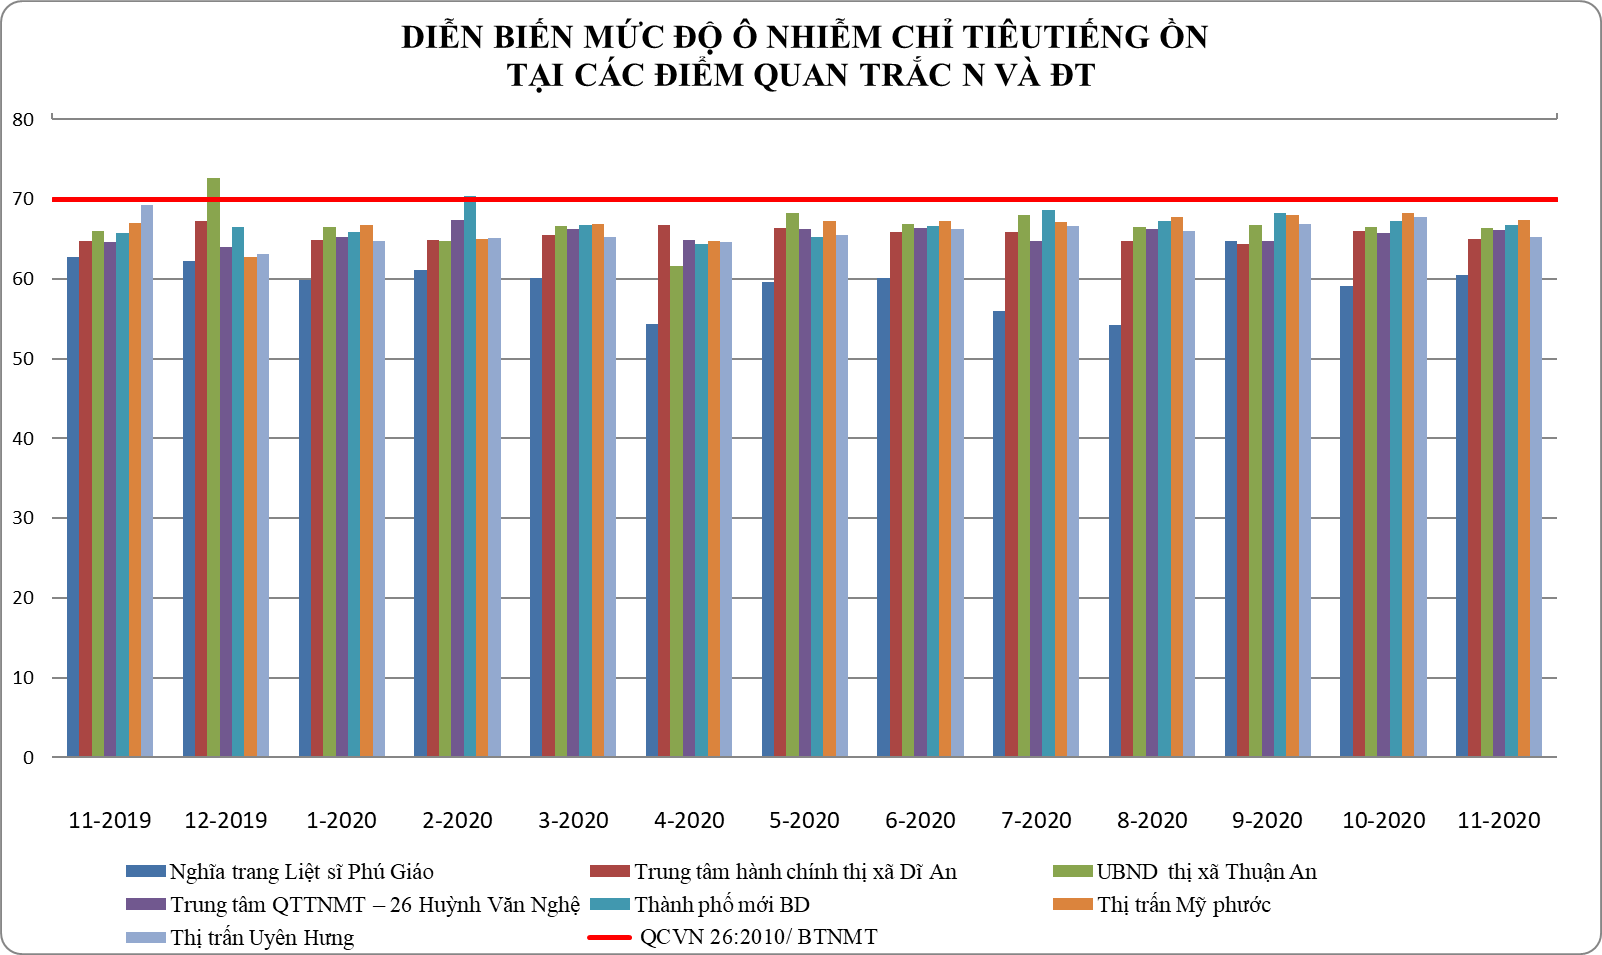 DIỄN BIẾN MỨC ĐỘ Ô NHIỄM CHỈ TIÊUTIẾNG ỒN
TẠI CÁC ĐIỂM QUAN TRẮC N VÀ ĐT
80
70
60
50
40
30
20
10
0
11-2019 12-2019 1-2020 2-2020 3-2020 4-2020 5-2020 6-2020 7-2020 8-2020 9-2020 10-2020 11-2020
Nghĩa trang Liệt sĩ Phú Giáo Trung tâm hành chính thị xã Dĩ An UBND thị xã Thuận An
Trung tâm QTTNMT – 26 Huỳnh Văn Nghệ Thành phố mới BD Thị trấn Mỹ phước
Thị trấn Uyên Hưng QCVN 26:2010/ BTNMT